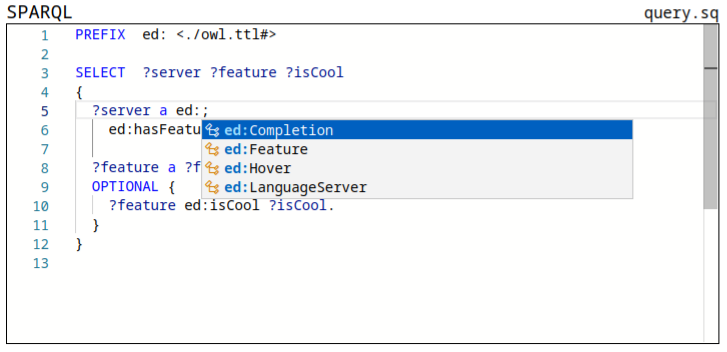 SPARQL
query.sq
1 PREFIX  ed: <./owl.ttl#>
2
3 SELECT  ?server ?feature ?isCool
4 {
5 ?server a ed:;
6 ed:hasFeatu
ed:Completion
7
ed:Feature
8 ?feature a ?f
ed:Hover
9 OPTIONAL {
ed:LanguageServer
10 ?feature ed:isCool ?isCool.
11 }
12 }
13